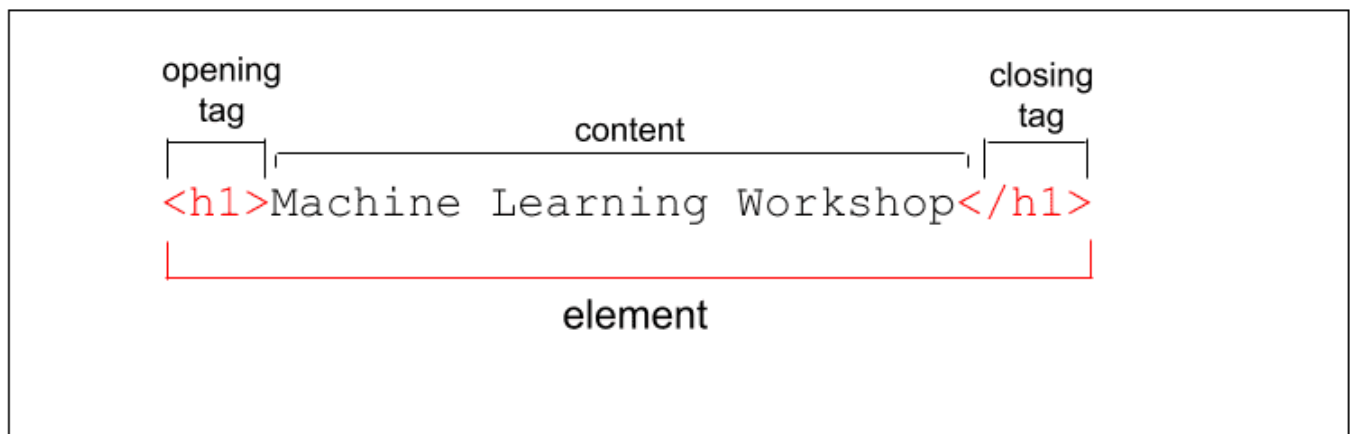 opening
tag
closing
tag
content
<h1>Machine Learning Workshop</h1>
element